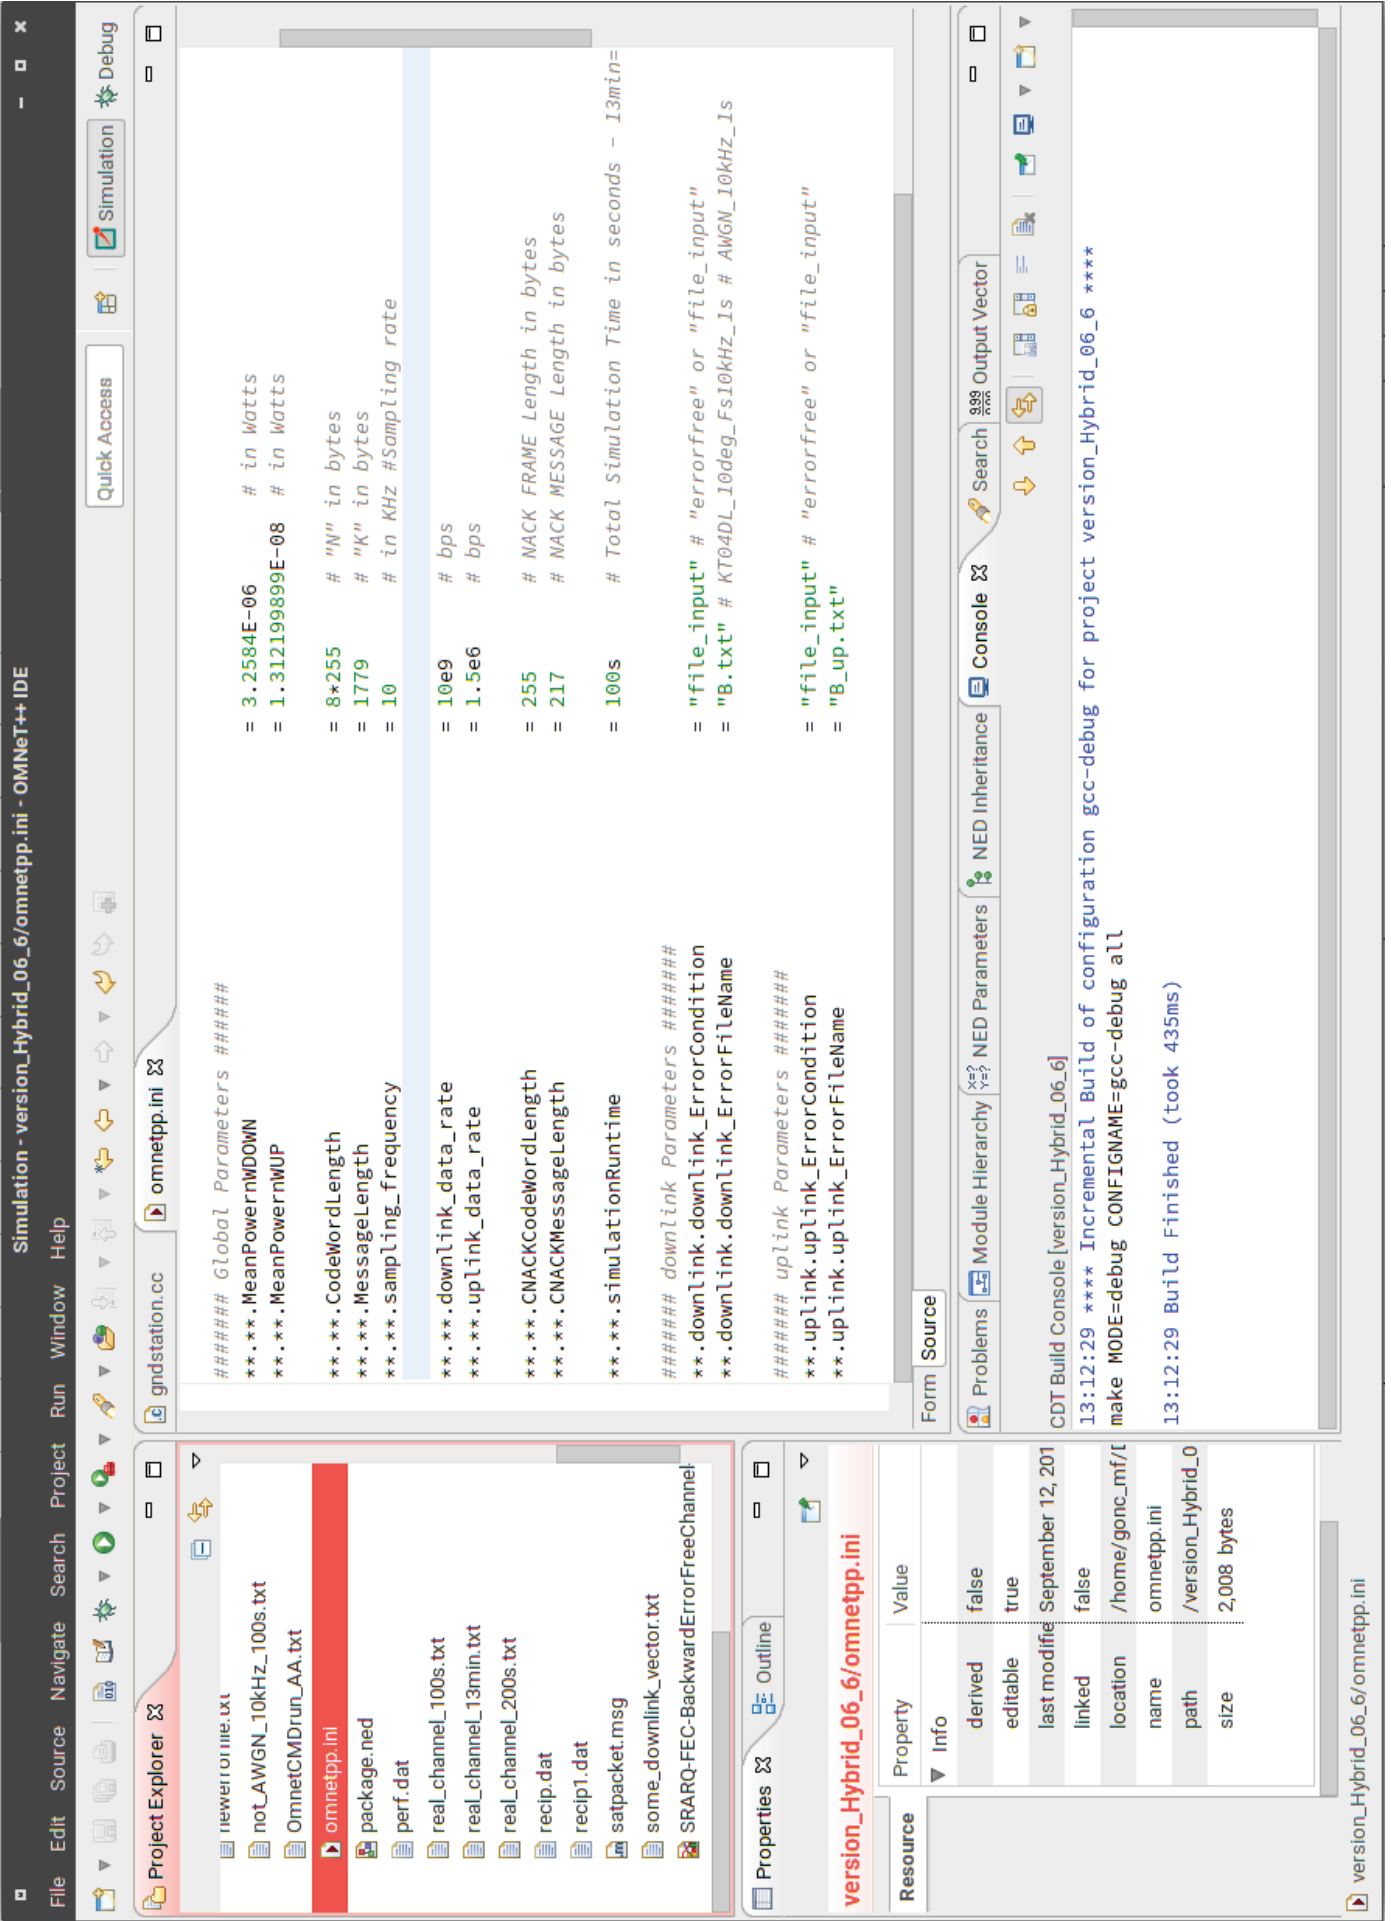 Simulation - version_Hybrid_06_6/omnetpp.ini - OMNeT++ IDE
File Edit Source Navigate Search Project Run Window Help
Quick Access
Simulation
Debug
Project Explorer
not_AWGN_10kHz_100s.txt
OmnetCMDrun_AA.txt
omnetpp.ini
package.ned
perf.dat
real_channel_100s.txt
real_channel_13min.txt
real_channel_200s.txt
recip.dat
recip1.dat
satpacket.msg
some_downlink_vector.txt
SRARQ-FEC-BackwardErrorFreeChannel-
Properties
Outline
version_Hybrid_06_6/omnetpp.ini
Resource
Property Value
Info
derived false
editable true
last modifie September 12, 201
linked false
location /home/gonc_mf/
name omnetpp.ini
path /version_Hybrid_0
size 2,008 bytes
gndstation.cc
omnetpp.ini
####### Global Parameters ######
**.**.MeanPowernWDOWN = 3.2584E-06 # in Watts
**.**.MeanPowernWUP = 1.312199899E-08 # in Watts
**.**.CodeWordLength = 8*255 # "N" in bytes
**.**.MessageLength = 1779 # "K" in bytes
**.**.sampling_frequency = 10 # in KHz #Sampling rate
**.**.downlink_data_rate = 10e9 # bps
**.**.uplink_data_rate = 1.5e6 # bps
**.**.CNACKCodeWordLength = 255 # NACK FRAME Length in bytes
**.**.CNACKMessageLength = 217 # NACK MESSAGE Length in bytes
**.**.simulationRuntime = 100s # Total Simulation Time in seconds - 13min=
####### downlink Parameters #######
**.downlink.downlink_ErrorCondition = "file_input" # "errorfree" or "file_input"
**.downlink.downlink_ErrorFileName = "B.txt" # KT04DL_10deg_Fs10kHz_1s # AWGN_10kHz_1s
####### uplink Parameters #######
**.uplink.uplink_ErrorCondition = "file_input" # "errorfree" or "file_input"
**.uplink.uplink_ErrorFileName = "B_up.txt"
Form Source
Problems
Module Hierarchy
NED Parameters
NED Inheritance
Console
Search
Output Vector
CDT Build Console [version_Hybrid_06_6]
13:12:29 **** Incremental Build of configuration gcc-debug for project version_Hybrid_06_6 ****
make MODE=debug CONFIGNAME=gcc-debug all
13:12:29 Build Finished (took 435ms)
version_Hybrid_06_6/omnetpp.ini